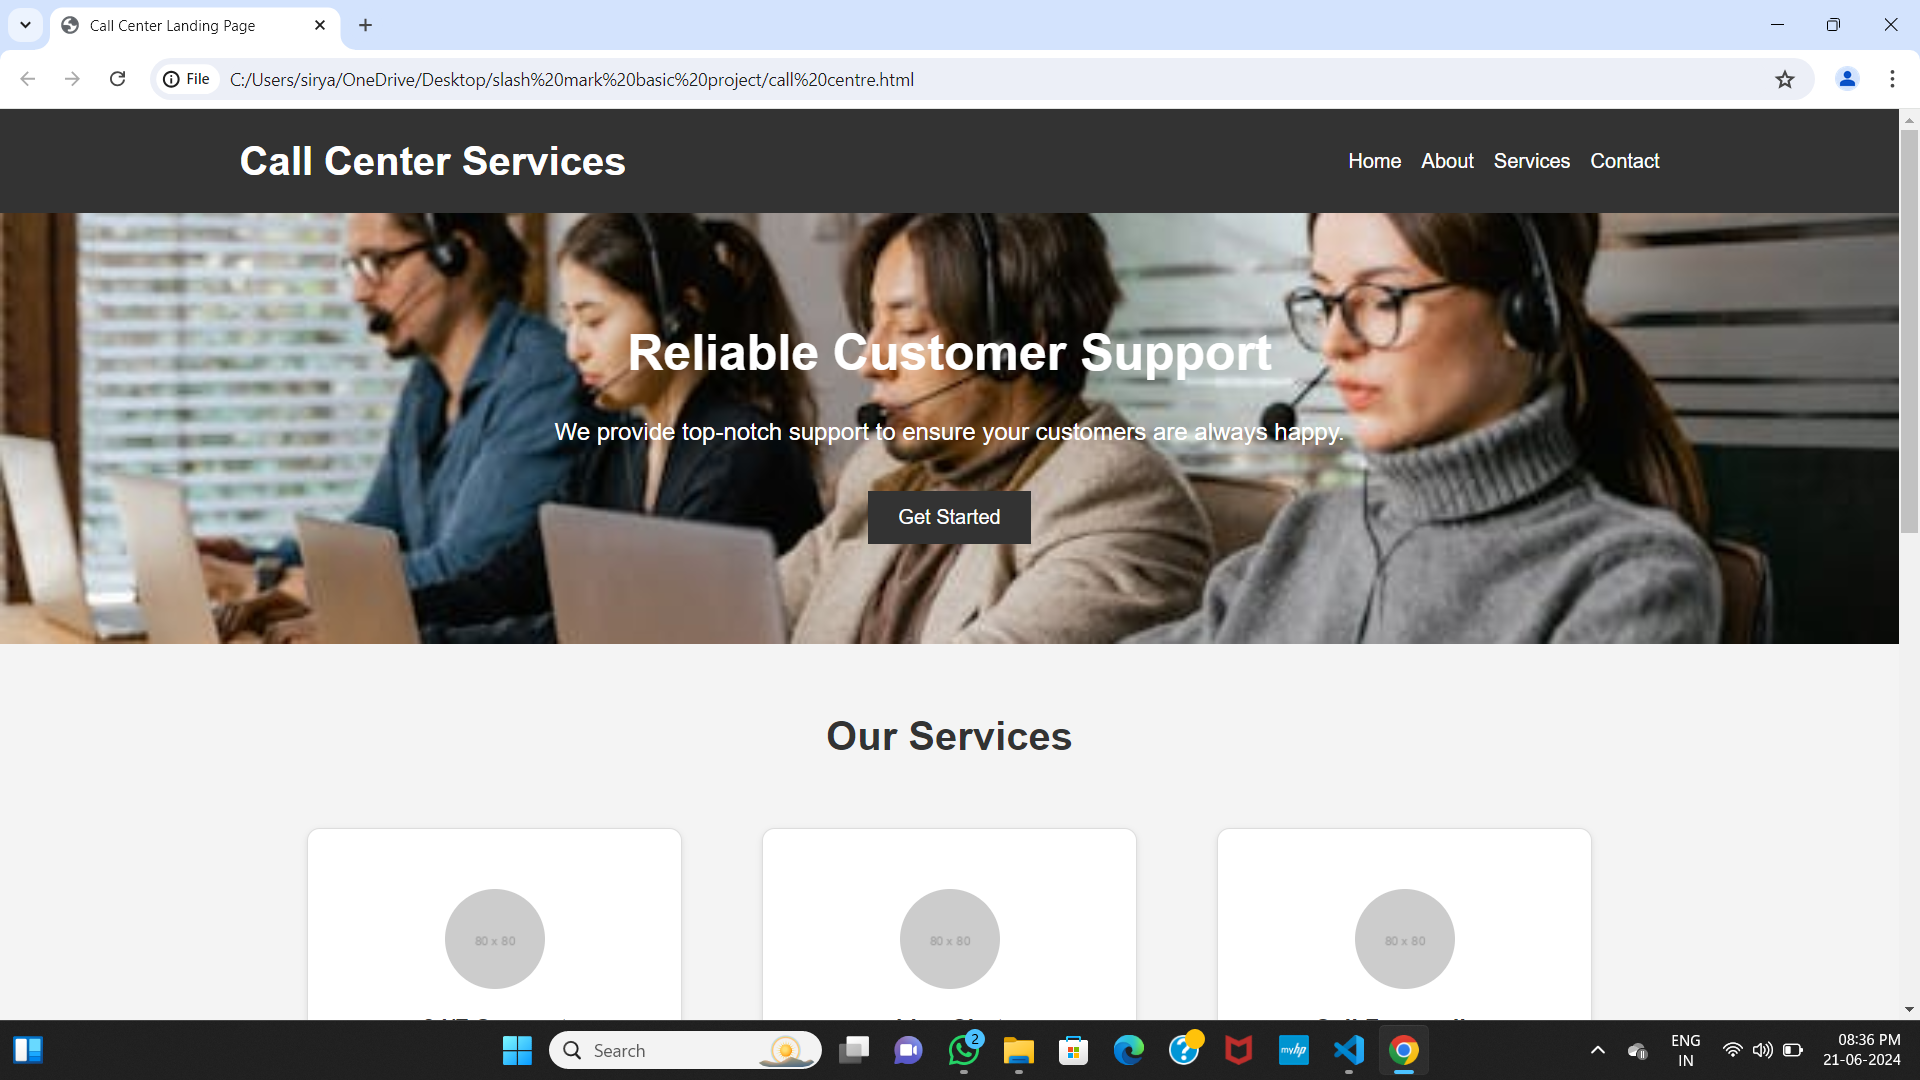 Call Center Landing Page
File
C:/Users/sirya/OneDrive/Desktop/slash%20mark%20basic%20project/call%20centre.html
Call Center Services
Home About Services Contact
Reliable Customer Support
We provide top-notch support to ensure your customers are always happy.
Get Started
Our Services
80 x 80
80 x 80
80 x 80
Search
2
myhp
ENG
IN
08:36 PM
21-06-2024